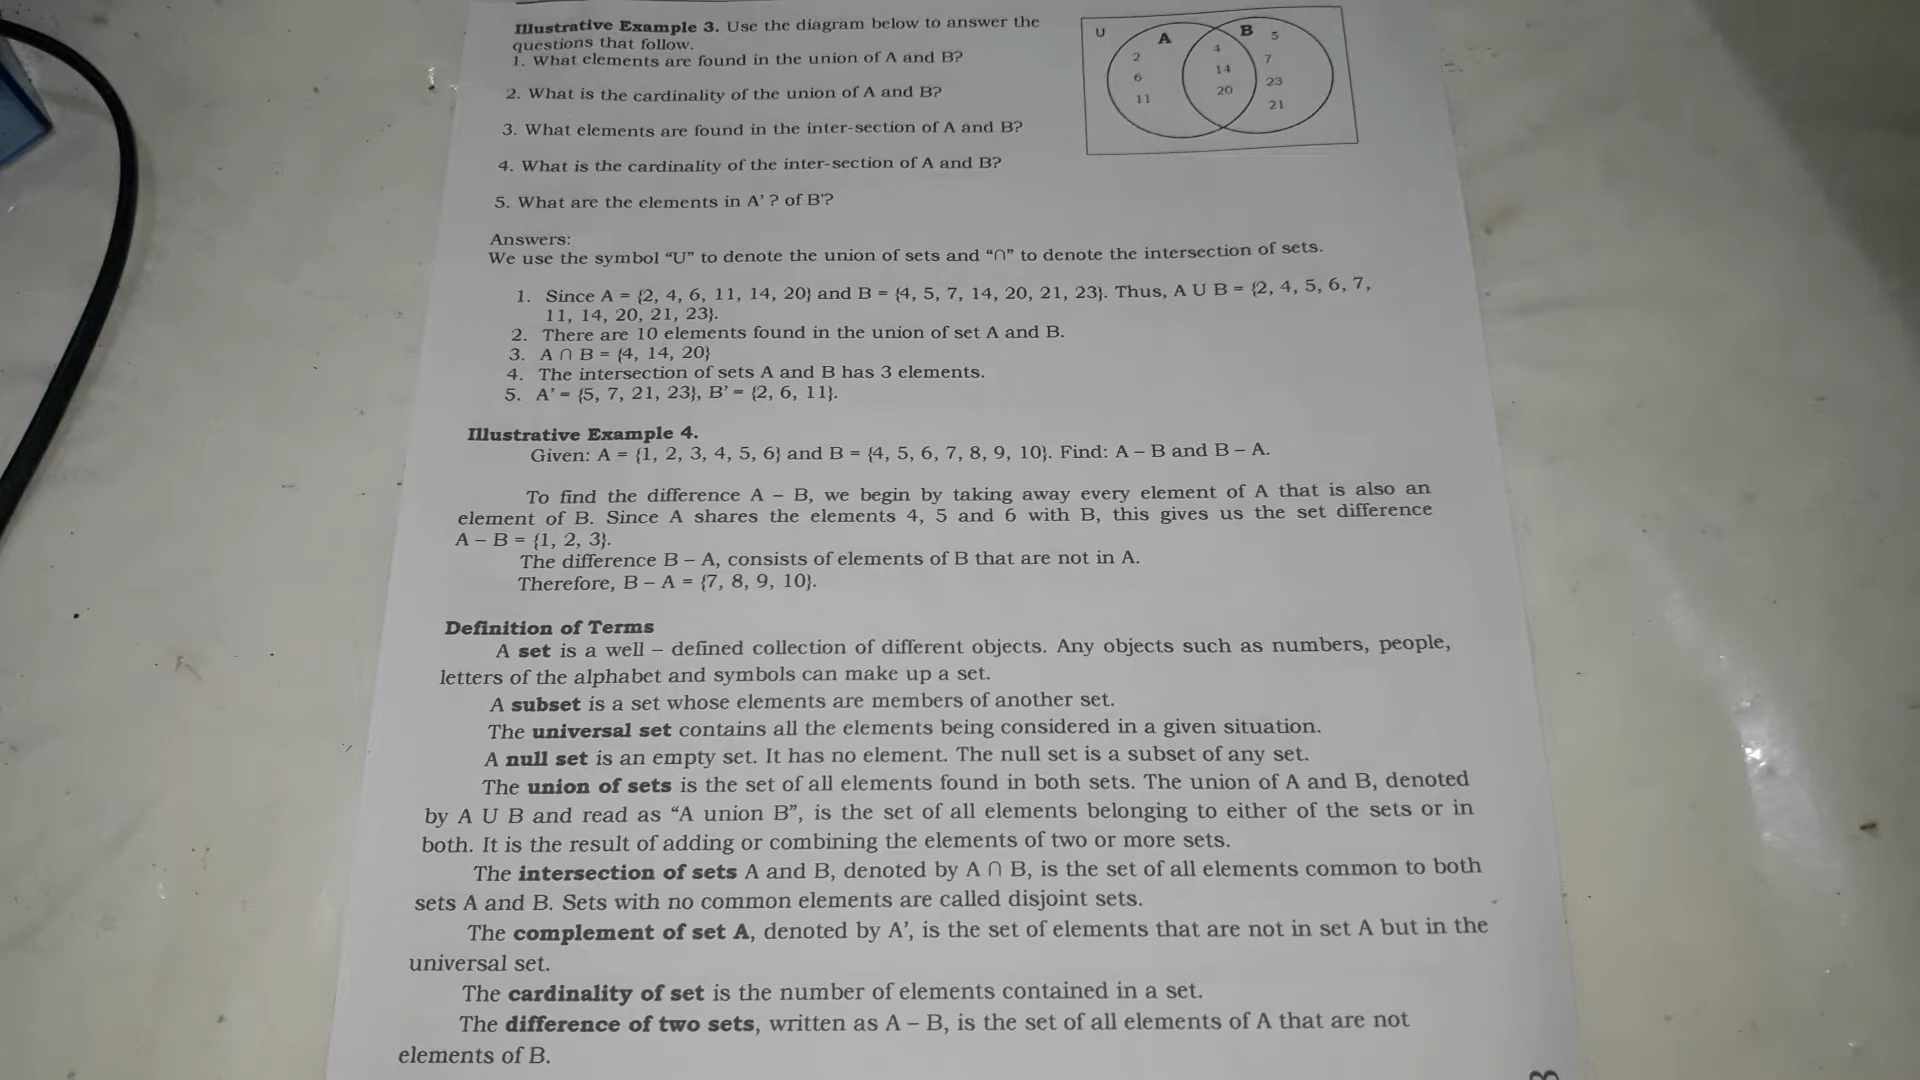 Illustrative Example 3. Use the diagram below to answer the
questions that follow.
1. What elements are found in the union of A and B?
2. What is the cardinality of the union of A and B?
3. What elements are found in the inter-section of A and B?
4. What is the cardinality of the inter-section of A and B?
5. What are the elements in A' ? of B'?
U
A
B
2
6
11
4
14
20
5
7
23
21
Answers:
We use the symbol “U” to denote the union of sets and “∩” to denote the intersection of sets.
1. Since A = {2, 4, 6, 11, 14, 20} and B = {4, 5, 7, 14, 20, 21, 23}. Thus, A U B = {2, 4, 5, 6, 7,
11, 14, 20, 21, 23}.
2. There are 10 elements found in the union of set A and B.
3. A ∩ B = {4, 14, 20}
4. The intersection of sets A and B has 3 elements.
5. A’ = {5, 7, 21, 23}, B’ = {2, 6, 11}.
Illustrative Example 4.
Given: A = {1, 2, 3, 4, 5, 6} and B = {4, 5, 6, 7, 8, 9, 10}. Find: A – B and B – A.
To find the difference A – B, we begin by taking away every element of A that is also an
element of B. Since A shares the elements 4, 5 and 6 with B, this gives us the set difference
A – B = {1, 2, 3}.
The difference B – A, consists of elements of B that are not in A.
Therefore, B – A = {7, 8, 9, 10}.
Definition of Terms
A set is a well – defined collection of different objects. Any objects such as numbers, people,
letters of the alphabet and symbols can make up a set.
A subset is a set whose elements are members of another set.
The universal set contains all the elements being considered in a given situation.
A null set is an empty set. It has no element. The null set is a subset of any set.
The union of sets is the set of all elements found in both sets. The union of A and B, denoted
by A U B and read as “A union B”, is the set of all elements belonging to either of the sets or in
both. It is the result of adding or combining the elements of two or more sets.
The intersection of sets A and B, denoted by A ∩ B, is the set of all elements common to both
sets A and B. Sets with no common elements are called disjoint sets.
The complement of set A, denoted by A’, is the set of elements that are not in set A but in the
universal set.
The cardinality of set is the number of elements contained in a set.
The difference of two sets, written as A – B, is the set of all elements of A that are not
elements of B.